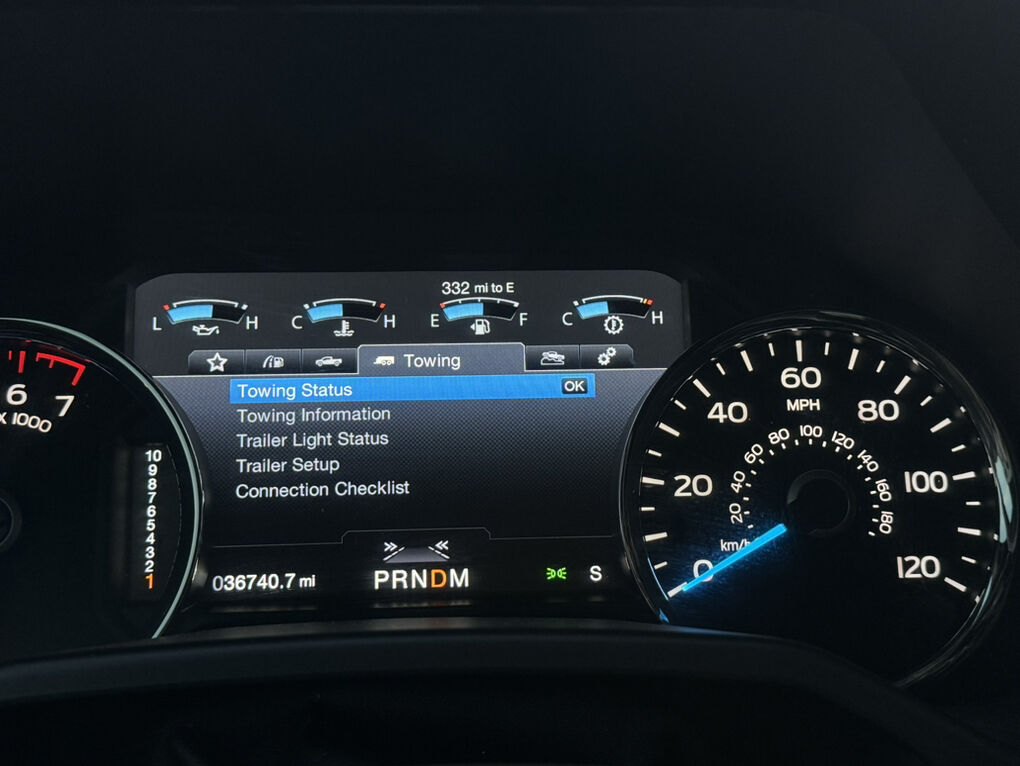 332 mi to E
L H C H E F C H
Towing
Towing Status OK
Towing Information
Trailer Light Status
Trailer Setup
Connection Checklist
036740.7 mi
PRNDM
S
6 7
X 1000
10
9
8
7
6
5
4
3
2
1
0 20 40 60 80 100 120
MPH
20 40 60 80 100 120 140 160 180
km/h